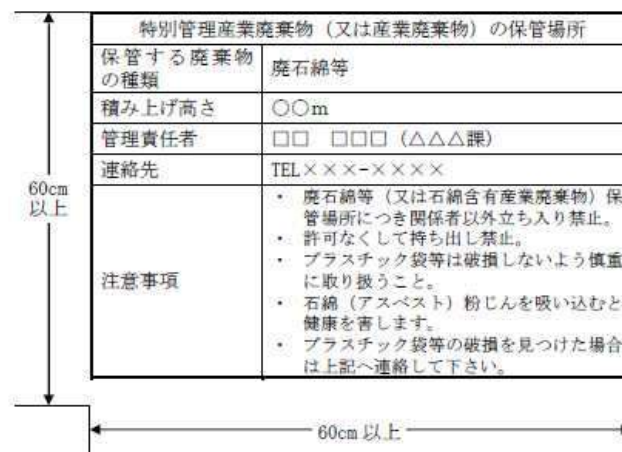 特別管理産業廃棄物（又は産業廃棄物）の保管場所
保管する廃棄物
の種類
廃石綿等
積み上げ高さ
○○m
管理責任者
□□　□□□（△△△課）
連絡先
TEL×××-××××
注意事項
・ 廃石綿等（又は石綿含有産業廃棄物）保
管場所につき関係者以外立ち入り禁止。
・ 許可なくして持ち出し禁止。
・ プラスチック袋等は破損しないよう慎重
に取り扱うこと。
・ 石綿（アスベスト）粉じんを吸い込むと
健康を害します。
・ プラスチック袋等の破損を見つけた場合
は上記へ連絡して下さい。
60cm
以上
60cm 以上